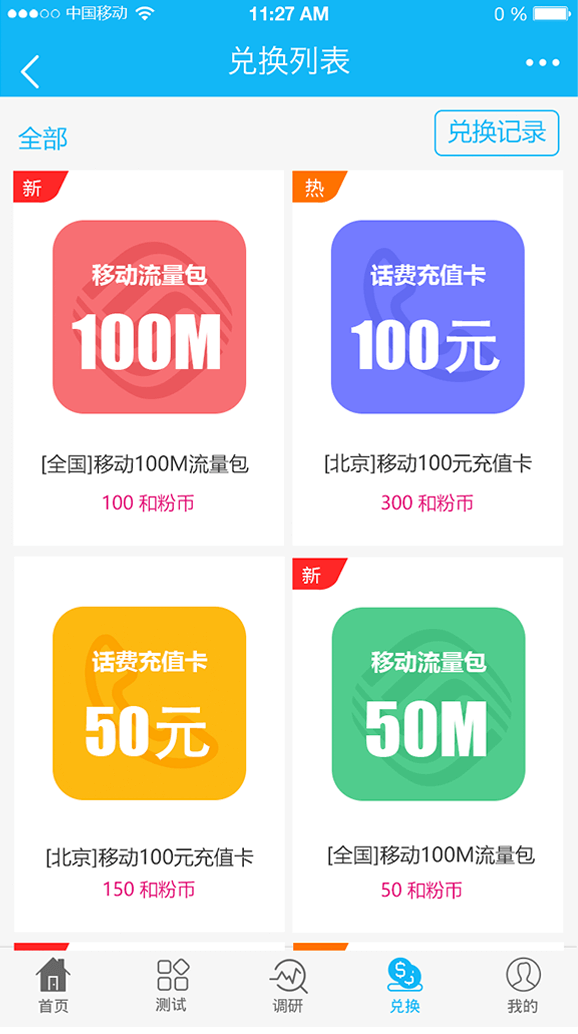 中国移动 11:27 AM 0 %
兑换列表
全部
兑换记录
新
移动流量包
100M
[全国]移动100M流量包
100 和粉币
热
话费充值卡
100元
[北京]移动100元充值卡
300 和粉币
话费充值卡
50元
[北京]移动100元充值卡
150 和粉币
新
移动流量包
50M
[全国]移动100M流量包
50 和粉币
首页
测试
调研
兑换
我的